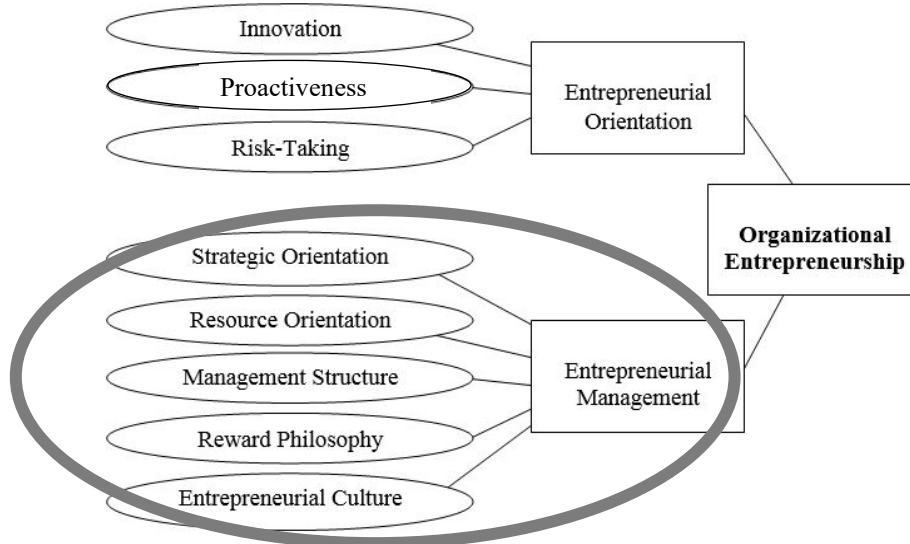 Innovation
Proactiveness
Risk-Taking
Entrepreneurial
Orientation
Organizational
Entrepreneurship
Strategic Orientation
Resource Orientation
Management Structure
Reward Philosophy
Entrepreneurial Culture
Entrepreneurial
Management